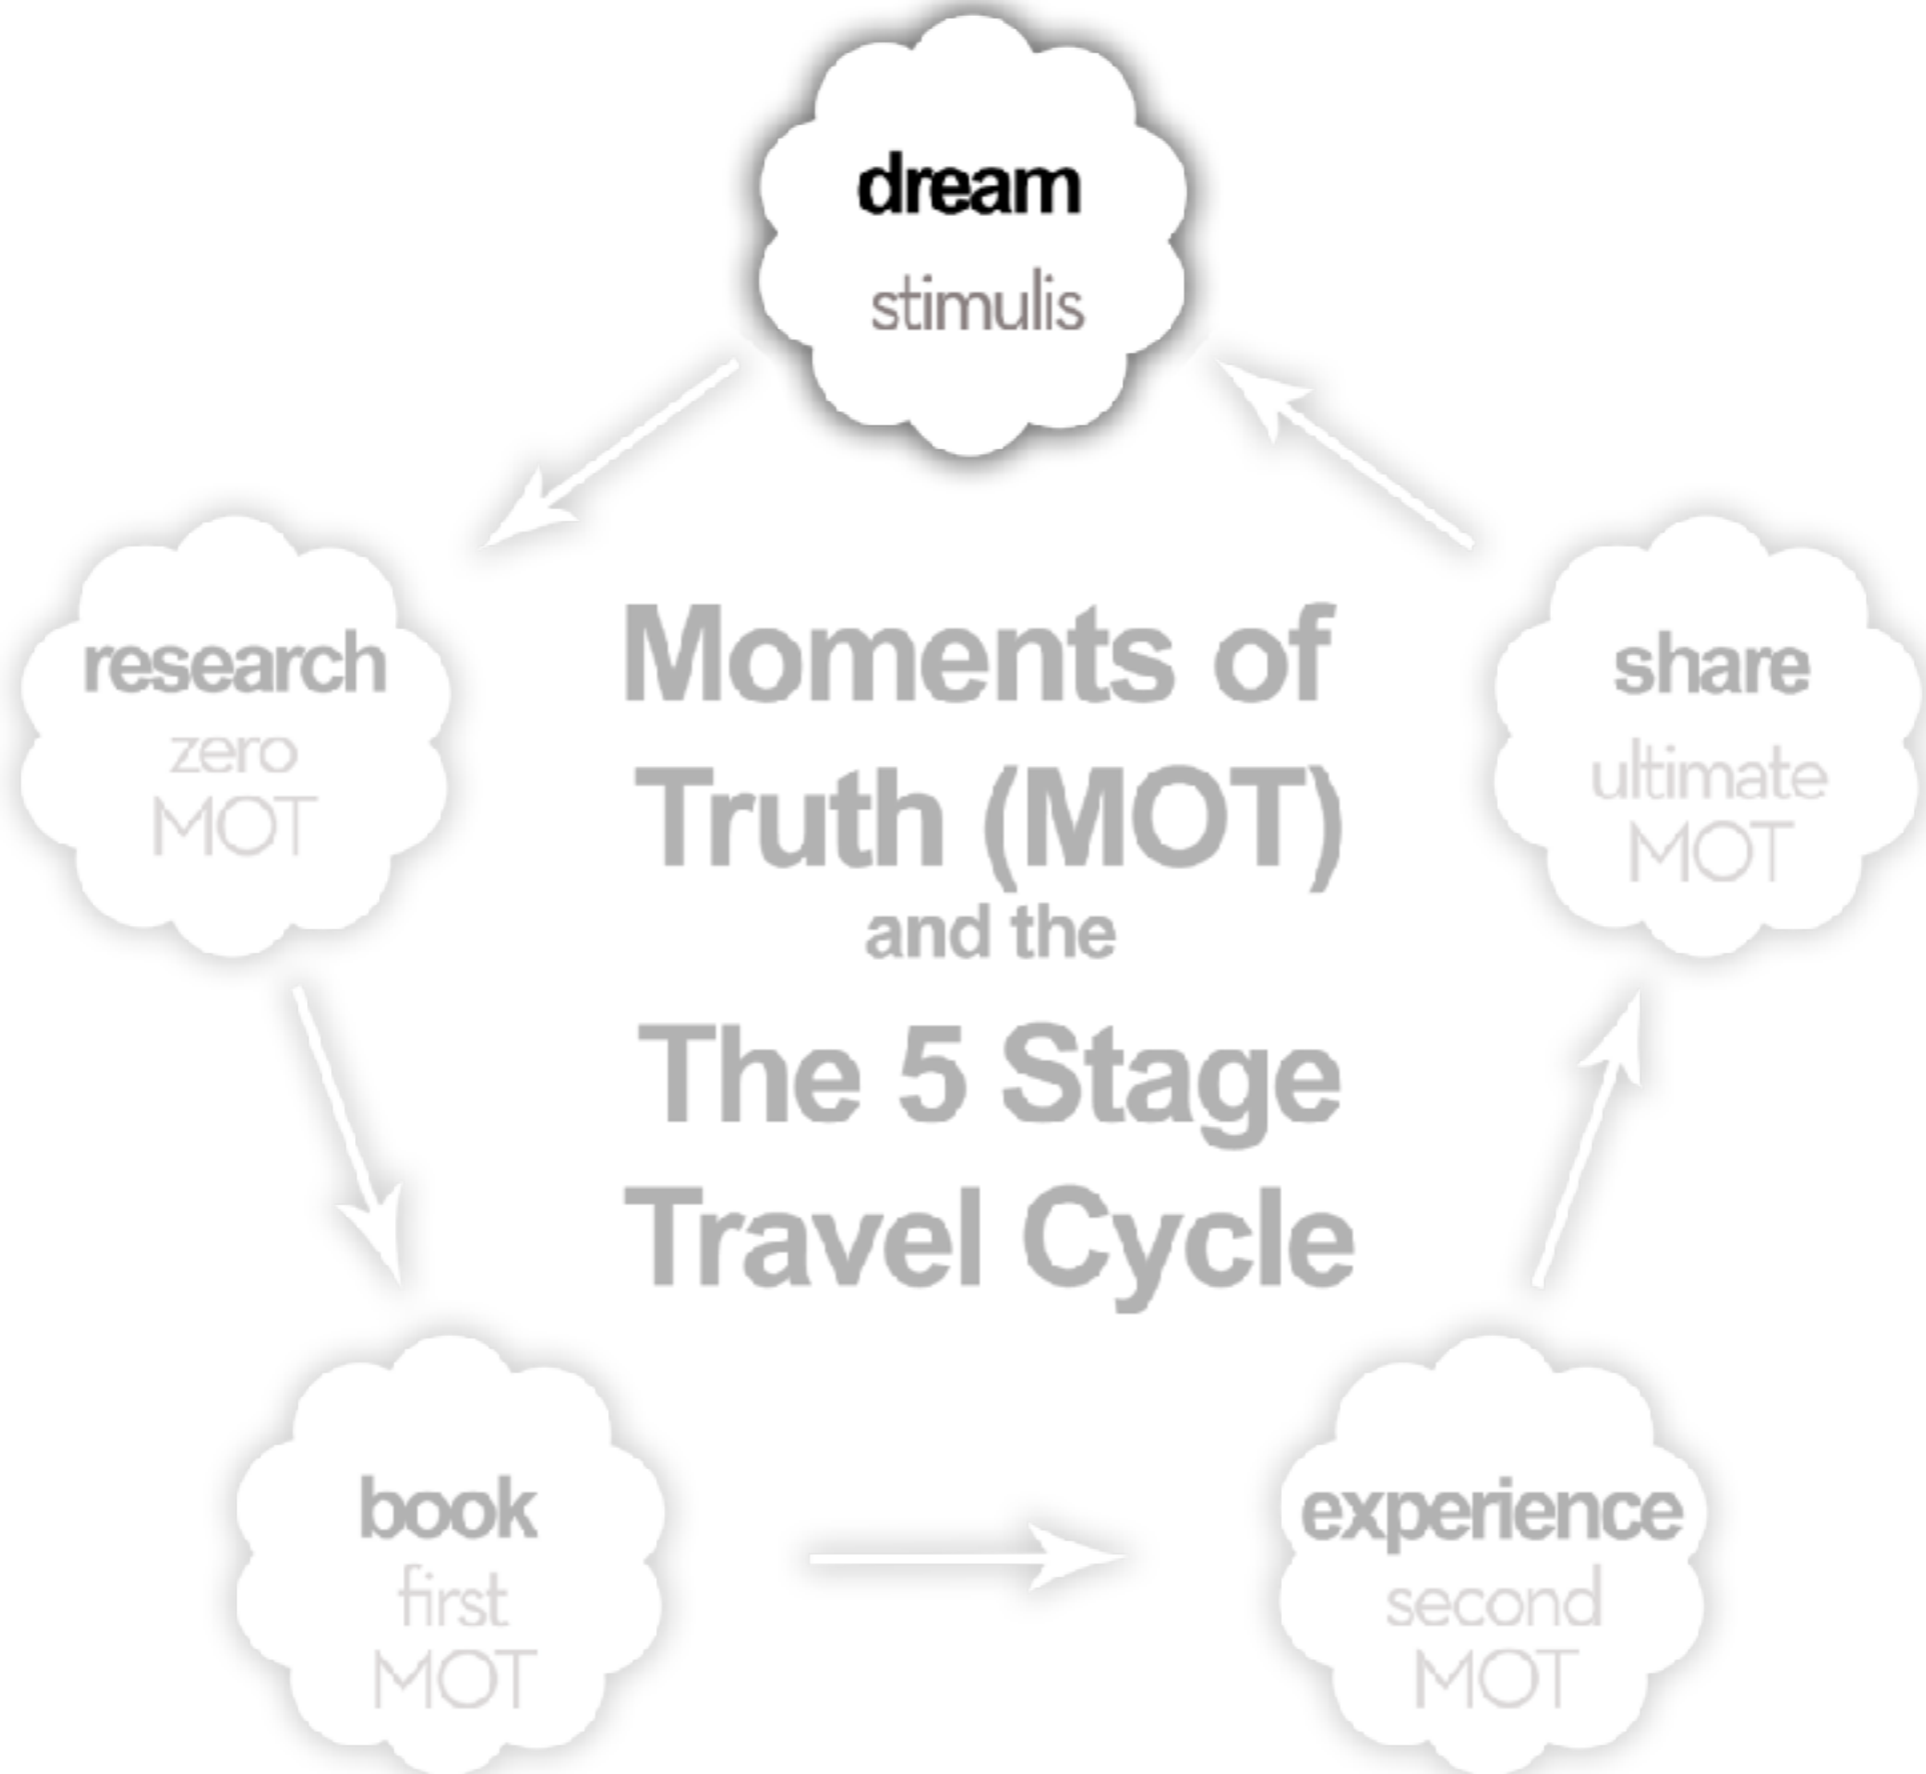 dream
stimulis
research
zero
MOT
share
ultimate
MOT
Moments of
Truth (MOT)
and the
The 5 Stage
Travel Cycle
book
first
MOT
experience
second
MOT